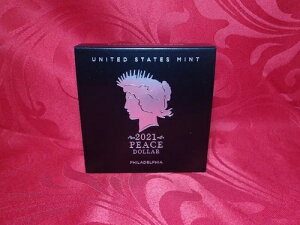 UNITED STATES MINT
2021
PEACE
DOLLAR
PHILADELPHIA